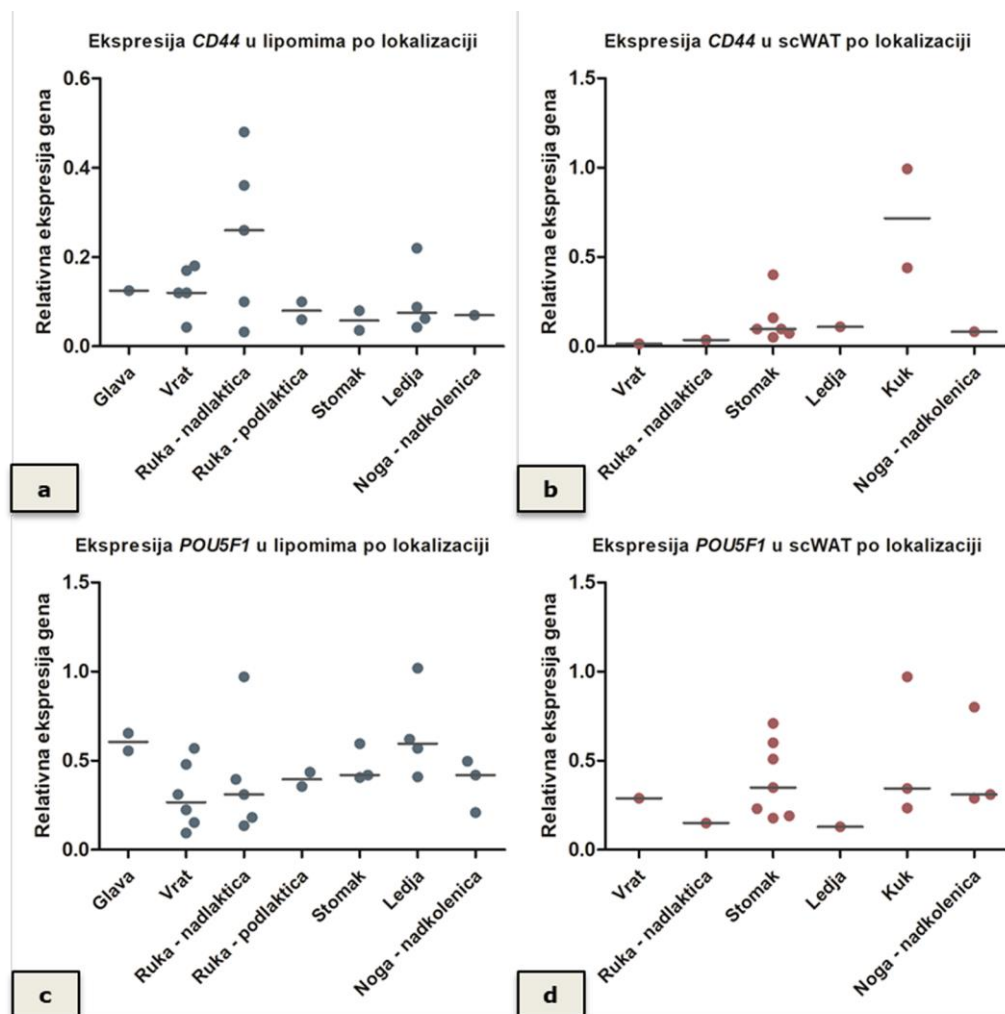 Ekspresija CD44 u lipomima po lokalizaciji
Relativna ekspresija gena
0.6
0.4
0.2
0.0
Glava
Vrat
Ruka - nadlaktica
Ruka - podlaktica
Stomak
Ledja
Noga - nadkolenica
a
Ekspresija CD44 u scWAT po lokalizaciji
Relativna ekspresija gena
1.5
1.0
0.5
0.0
Vrat
Ruka - nadlaktica
Stomak
Ledja
Kuk
Noga - nadkolenica
b
Ekspresija POU5F1 u lipomima po lokalizaciji
Relativna ekspresija gena
1.5
1.0
0.5
0.0
Glava
Vrat
Ruka - nadlaktica
Ruka - podlaktica
Stomak
Ledja
Noga - nadkolenica
c
Ekspresija POU5F1 u scWAT po lokalizaciji
Relativna ekspresija gena
1.5
1.0
0.5
0.0
Vrat
Ruka - nadlaktica
Stomak
Ledja
Kuk
Noga - nadkolenica
d